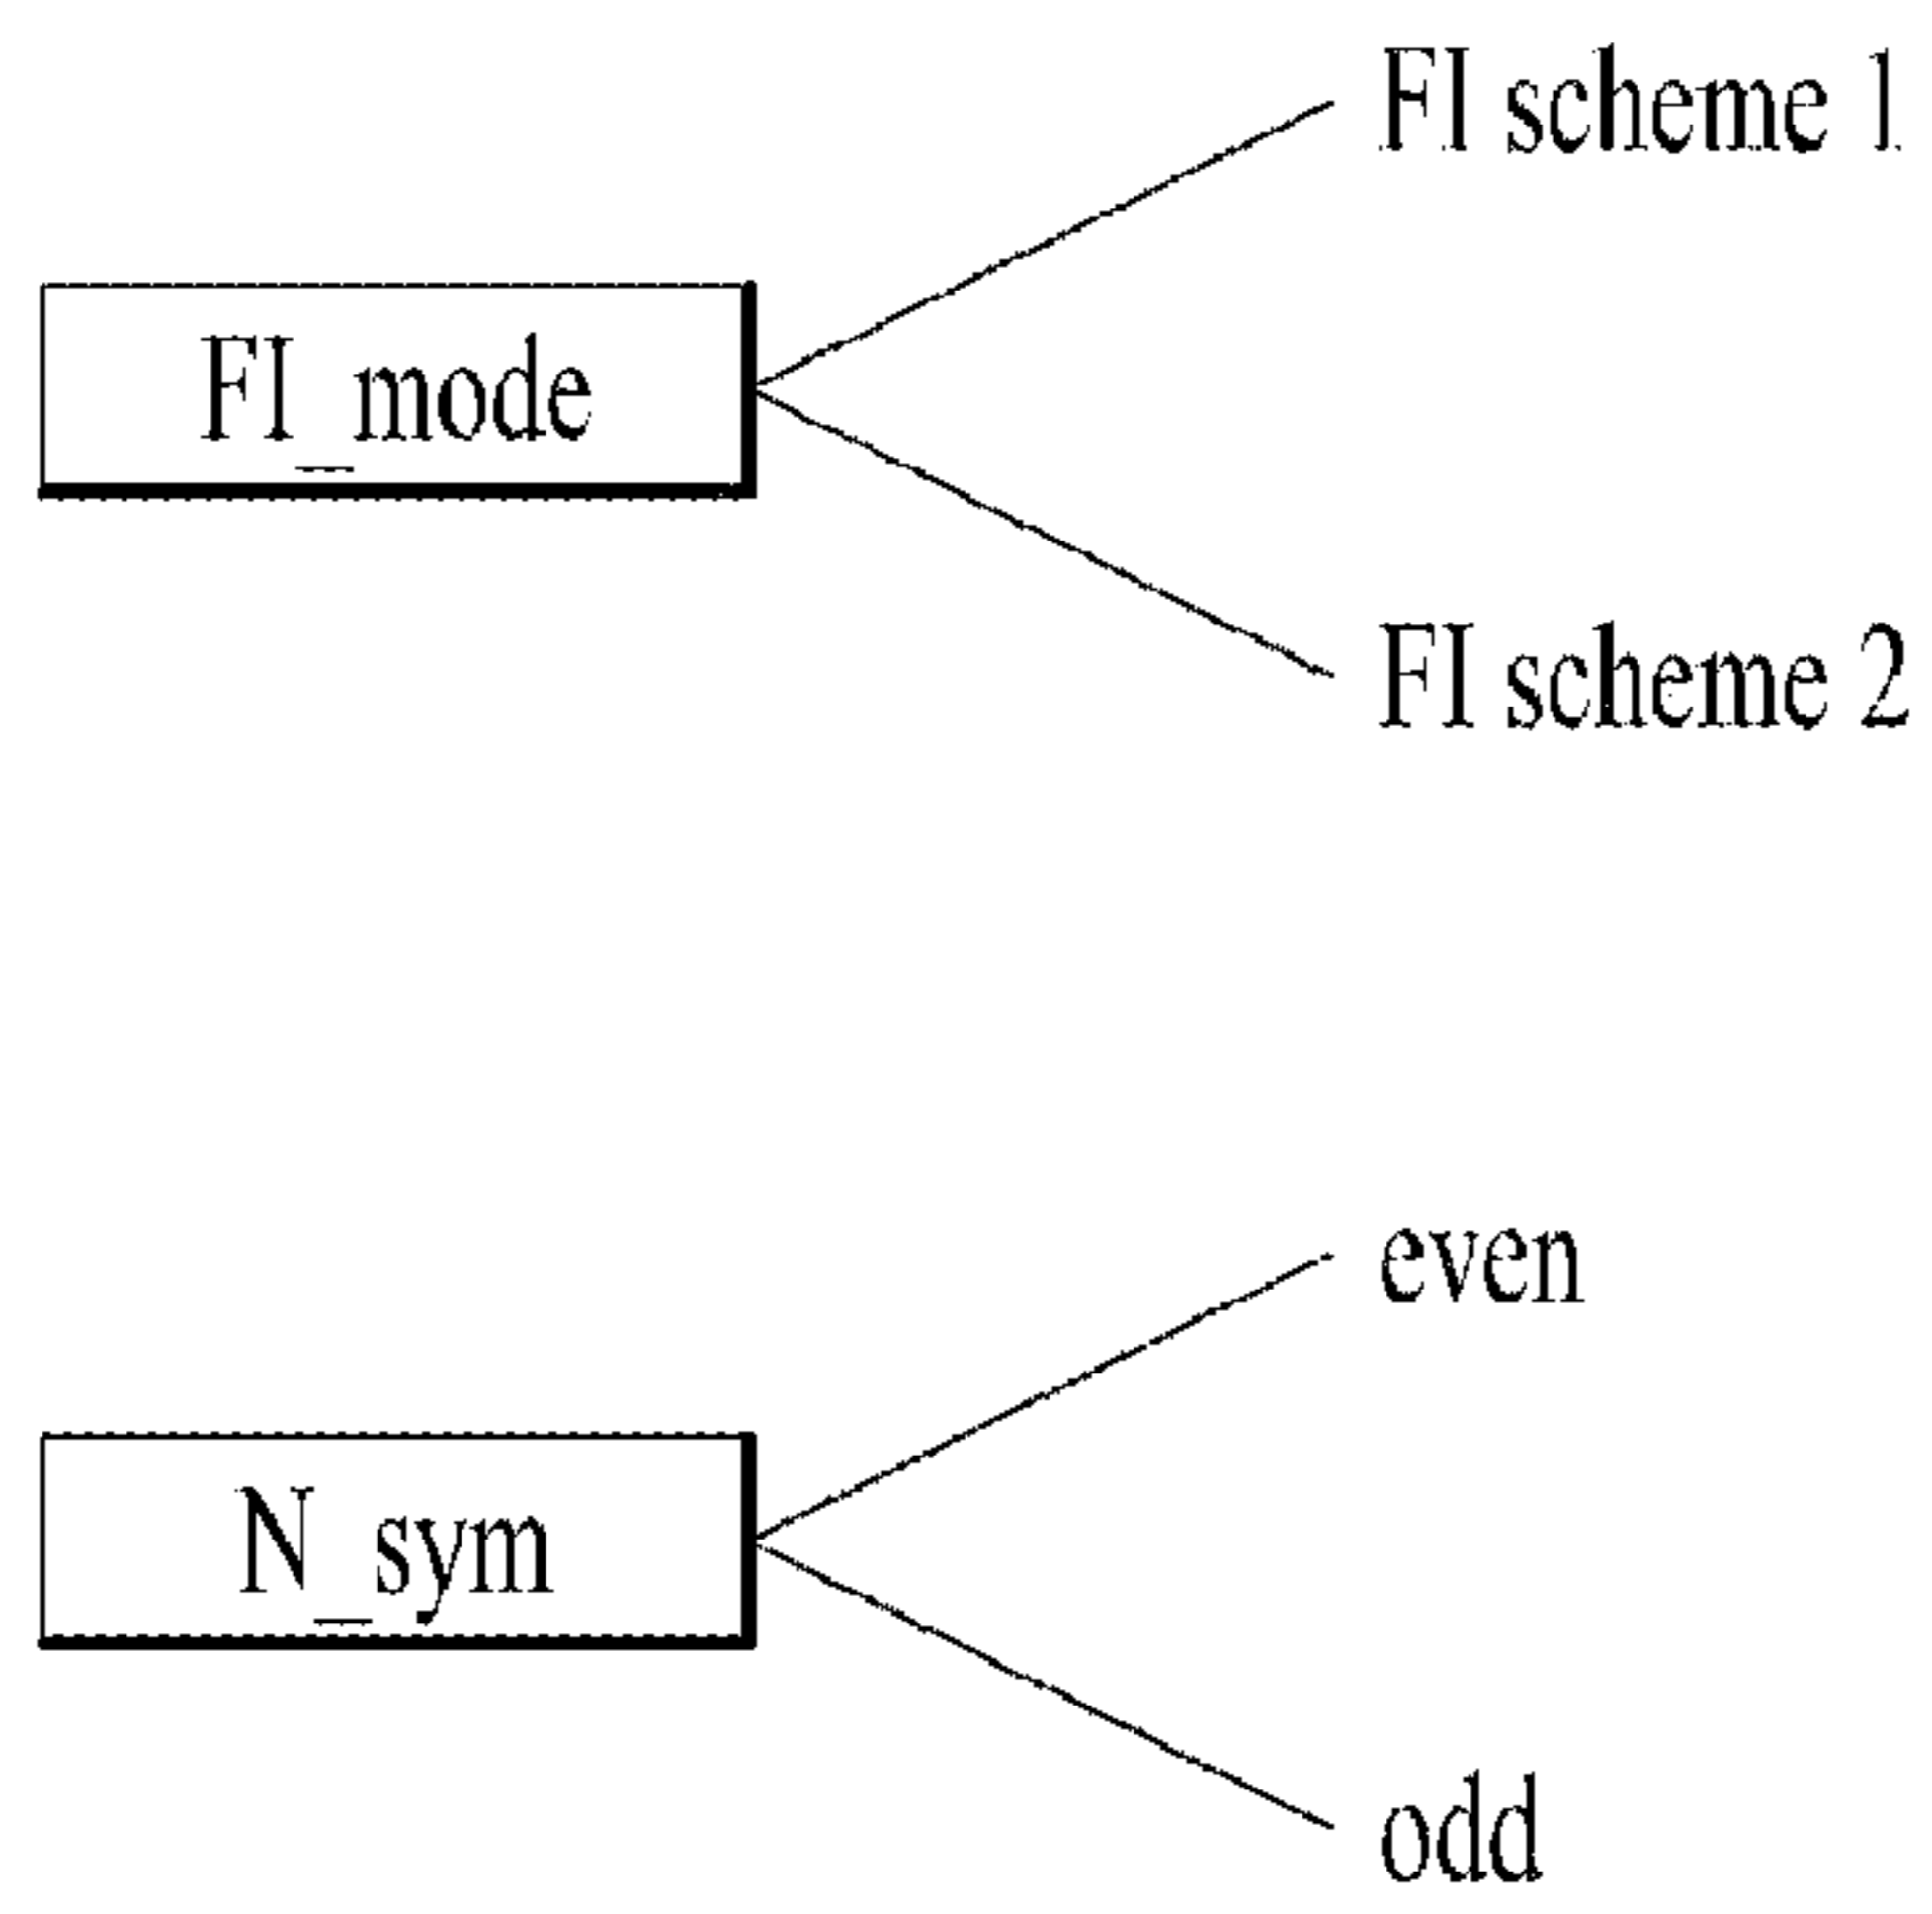 FI scheme 1
FI_mode
FI scheme 2
even
N_sym
odd